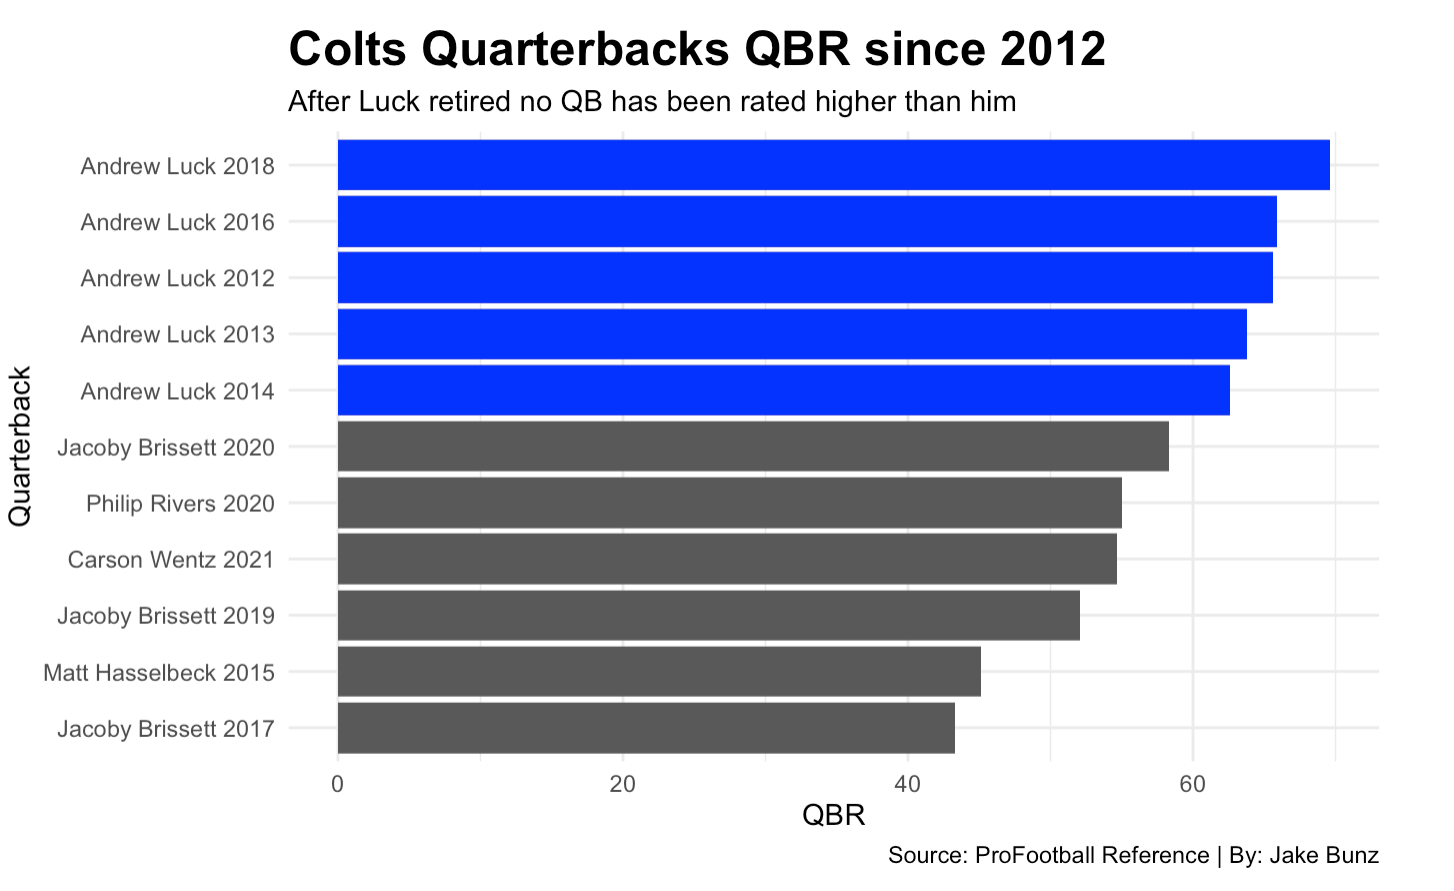 Colts Quarterbacks QBR since 2012
After Luck retired no QB has been rated higher than him
Quarterback
Andrew Luck 2018
Andrew Luck 2016
Andrew Luck 2012
Andrew Luck 2013
Andrew Luck 2014
Jacoby Brissett 2020
Philip Rivers 2020
Carson Wentz 2021
Jacoby Brissett 2019
Matt Hasselbeck 2015
Jacoby Brissett 2017
0 20 40 60
QBR
Source: ProFootball Reference | By: Jake Bunz